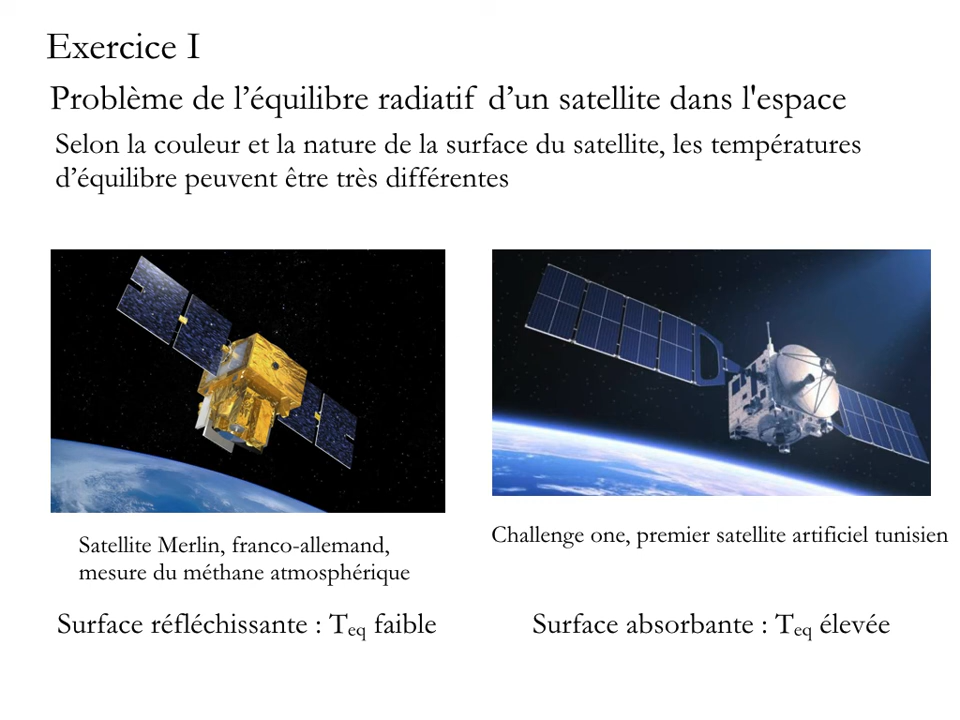 Exercice I
Problème de l’équilibre radiatif d’un satellite dans l'espace
Selon la couleur et la nature de la surface du satellite, les températures
d’équilibre peuvent être très différentes
Satellite Merlin, franco-allemand,
mesure du méthane atmosphérique
Challenge one, premier satellite artificiel tunisien
Surface réfléchissante : Teq faible
Surface absorbante : Teq élevée